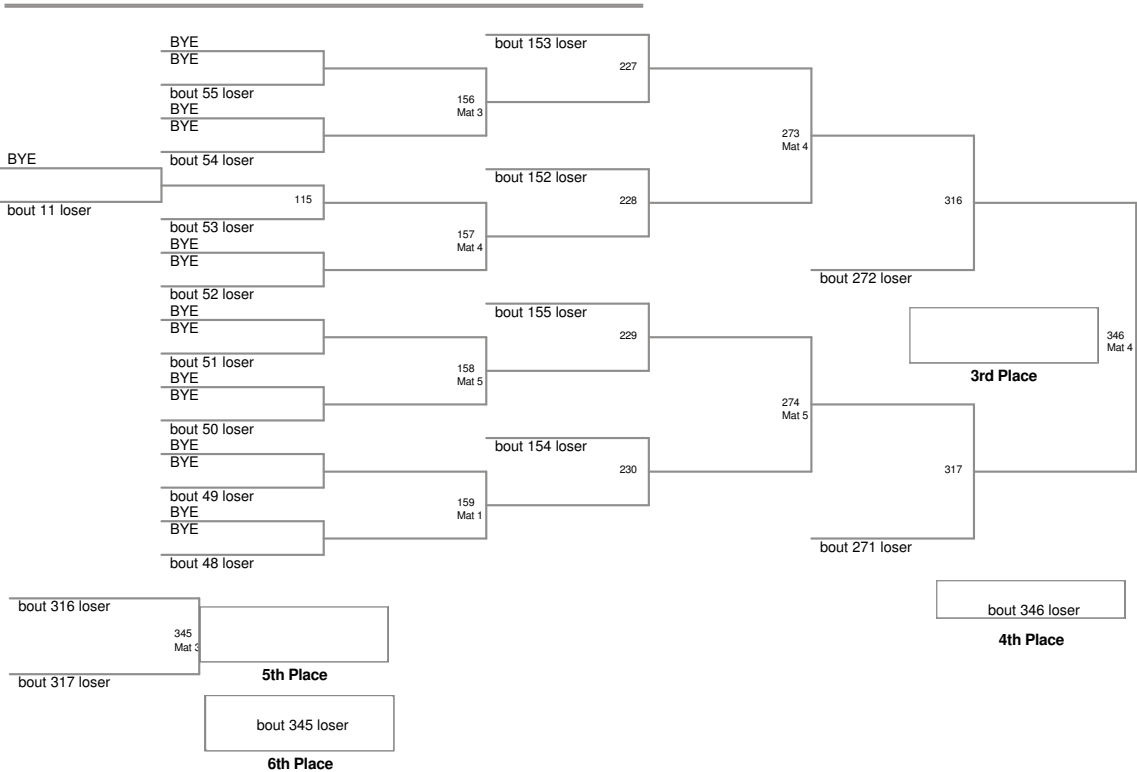 BYE
BYE
bout 55 loser
BYE
BYE
bout 54 loser
BYE
bout 11 loser
115
bout 53 loser
BYE
BYE
bout 52 loser
BYE
BYE
bout 51 loser
BYE
BYE
bout 50 loser
BYE
BYE
bout 49 loser
BYE
BYE
bout 48 loser
156
Mat 3
157
Mat 4
158
Mat 5
159
Mat 1
bout 153 loser
227
bout 152 loser
228
bout 155 loser
229
bout 154 loser
230
273
Mat 4
274
Mat 5
316
bout 272 loser
317
bout 271 loser
346
Mat 4
3rd Place
bout 346 loser
4th Place
bout 316 loser
345
Mat 3
bout 317 loser
5th Place
bout 345 loser
6th Place